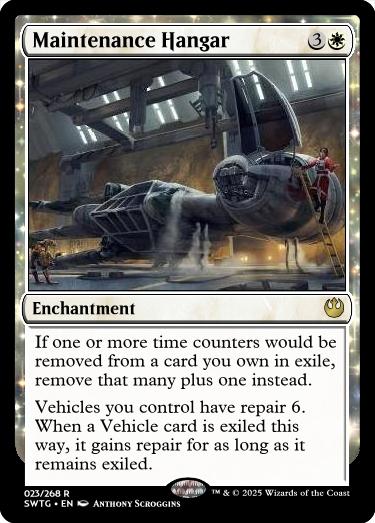 Maintenance Hangar 3
Enchantment
If one or more time counters would be
removed from a card you own in exile,
remove that many plus one instead.
Vehicles you control have repair 6.
When a Vehicle card is exiled this
way, it gains repair for as long as it
remains exiled.
023/268 R
SWTG • EN Anthony Scroggins
™ & © 2025 Wizards of the Coast